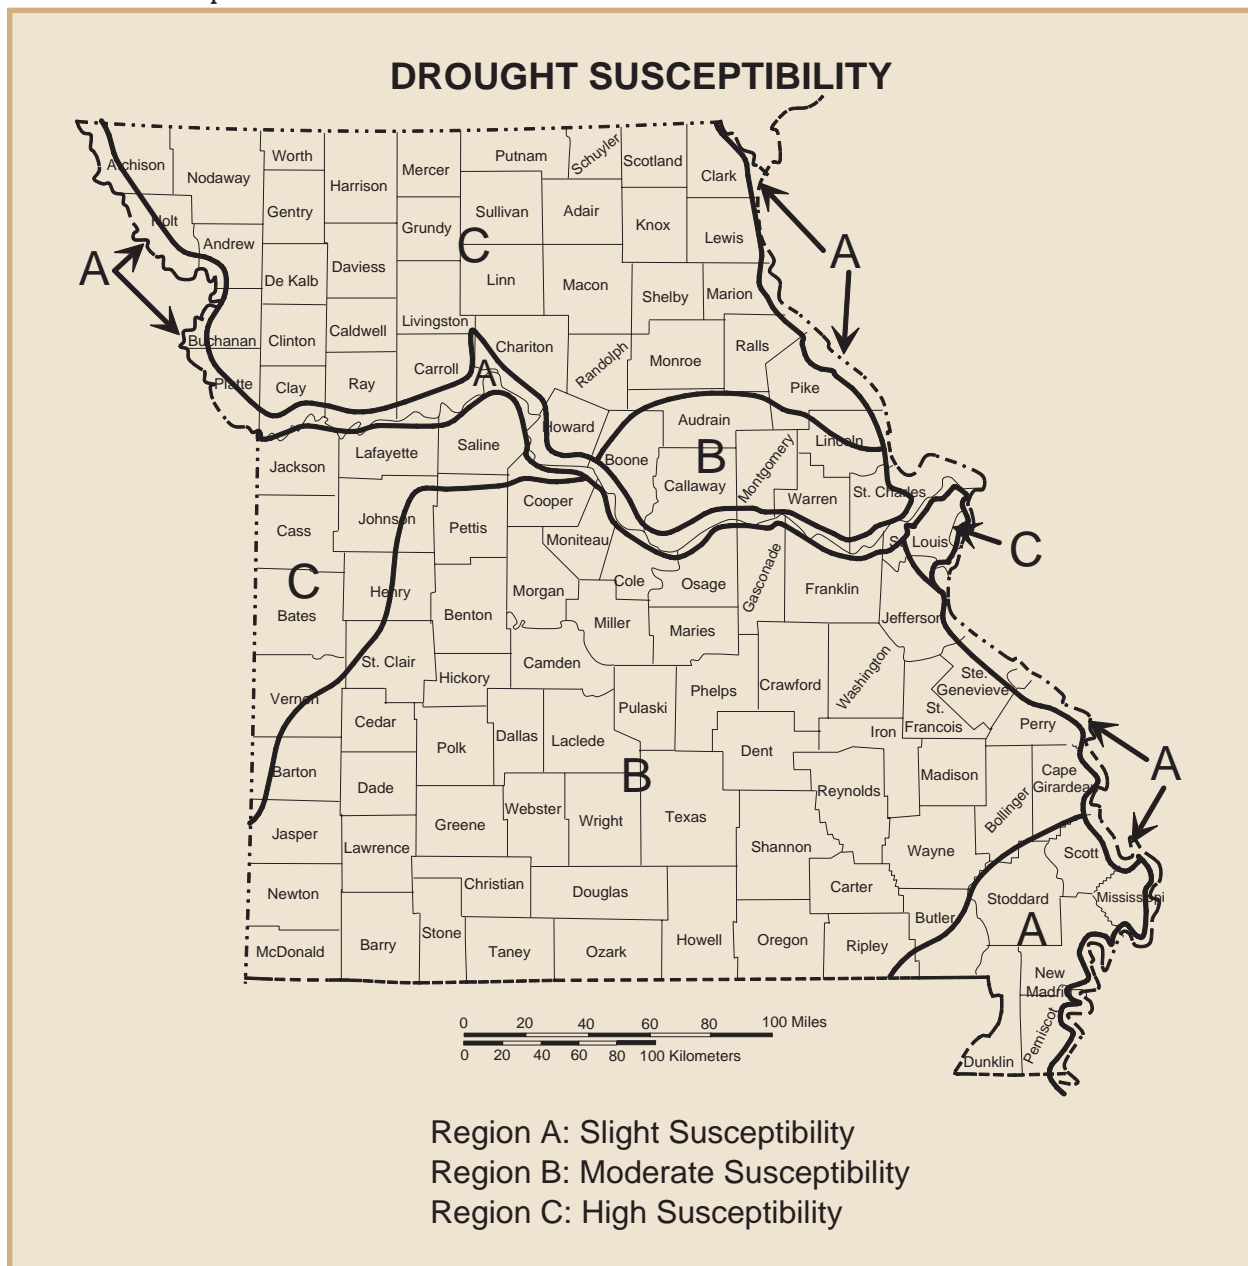 DROUGHT SUSCEPTIBILITY
Atchison
Nodaway
Worth
Harrison
Mercer
Putnam
Schuyler
Scotland
Clark
Holt
Andrew
Gentry
Grundy
Sullivan
Adair
Knox
Lewis
C
A
A
De Kalb
Daviess
Linn
Macon
Shelby
Marion
Buchanan
Clinton
Caldwell
Livingston
Chariton
Randolph
Monroe
Ralls
Platte
Clay
Ray
Carroll
A
Pike
Howard
Audrain
Lincoln
Jackson
Lafayette
Saline
Boone
B
Callaway
Montgomery
Warren
St. Charles
Cass
Johnson
Pettis
Cooper
Moniteau
St. Louis
C
C
Bates
Henry
Benton
Morgan
Cole
Osage
Gasconade
Franklin
Jefferson
Miller
Maries
St. Clair
Hickory
Camden
Vernon
Cedar
Polk
Dallas
Laclede
Pulaski
Phelps
Crawford
Washington
Ste.
Genevieve
St.
Francois
Iron
Perry
Barton
Dade
B
Dent
Reynolds
Madison
Bollinger
Cape
Girardeau
A
Jasper
Lawrence
Greene
Webster
Wright
Texas
Shannon
Wayne
Scott
Newton
Christian
Douglas
Carter
Stoddard
Mississippi
McDonald
Barry
Stone
Taney
Ozark
Howell
Oregon
Ripley
Butler
A
New
Madrid
Pemiscot
Dunklin
0 20 40 60 80 100 Miles
0 20 40 60 80 100 Kilometers
Region A: Slight Susceptibility
Region B: Moderate Susceptibility
Region C: High Susceptibility